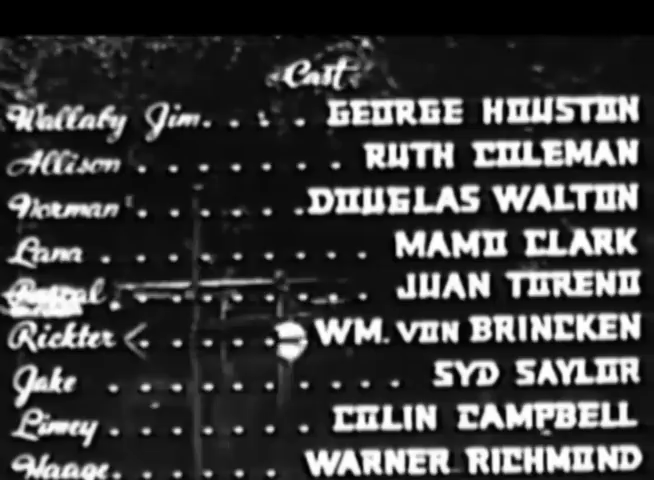 Cast
Wallaby Jim. . . . GEORGE HOUSTON
Allison . . . . . . . RUTH COLEMAN
Norman . . . . . . DOUGLAS WALTON
Lana . . . . . . . . . MAMO CLARK
. . . . . . . . JUAN TORENO
Rickter . . . . . WM. VON BRINCKEN
Jake . . . . . . . . . . SYD SAYLOR
Limey . . . . . . . COLIN CAMPBELL
Haage. . . . . . WARNER RICHMOND